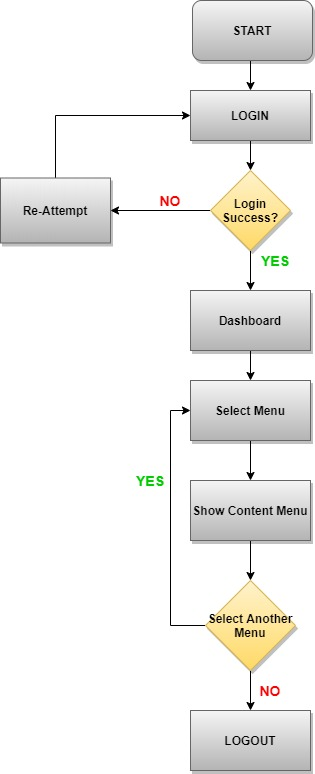 START
LOGIN
Login
Success?
NO
Re-Attempt
YES
Dashboard
Select Menu
YES
Show Content Menu
Select Another
Menu
NO
LOGOUT